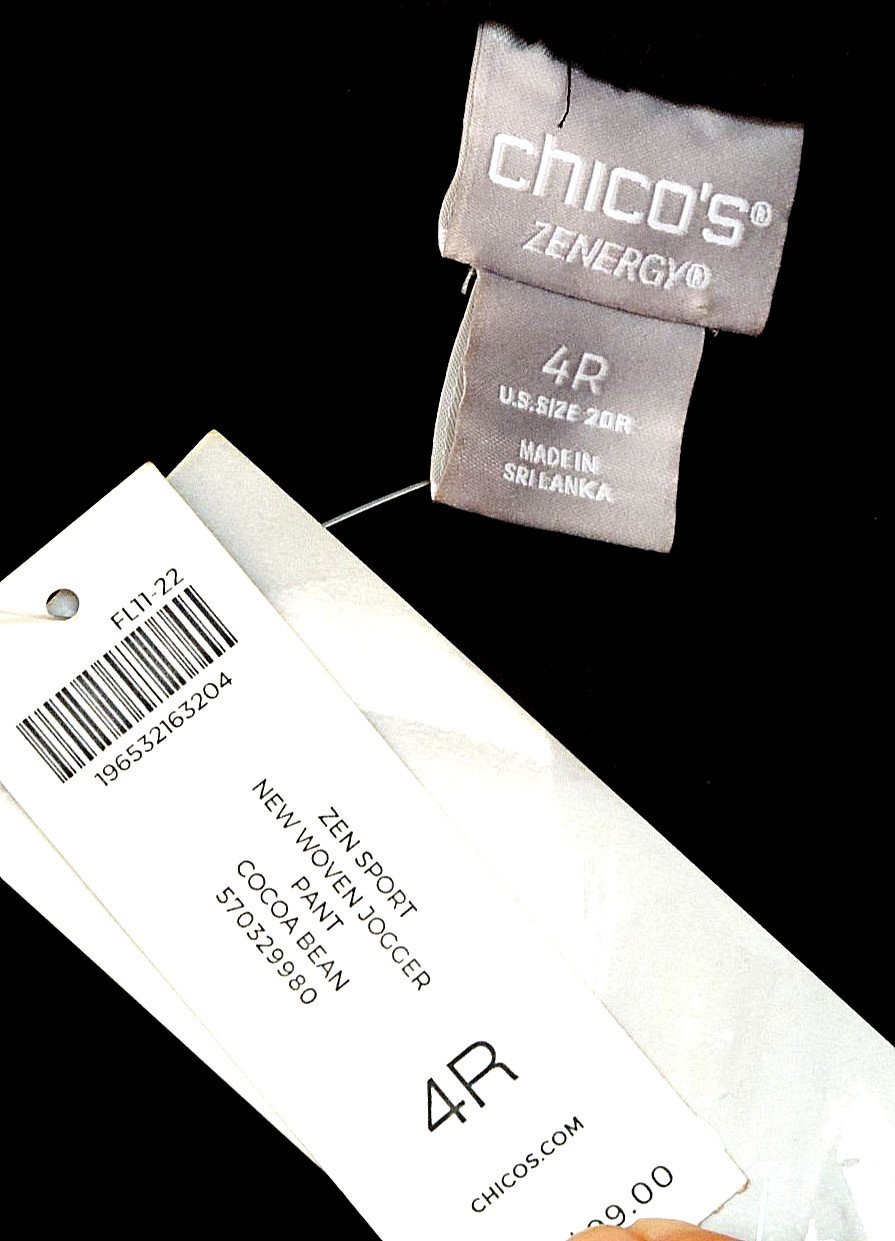 CHICO'S®
ZENERGY®
4R
U.S.SIZE 20R
MADE IN
SRI LANKA
FL11-22
196532163204
ZEN SPORT
NEW WOVEN JOGGER
PANT
COCOA BEAN
570329980
4R
CHICOS.COM